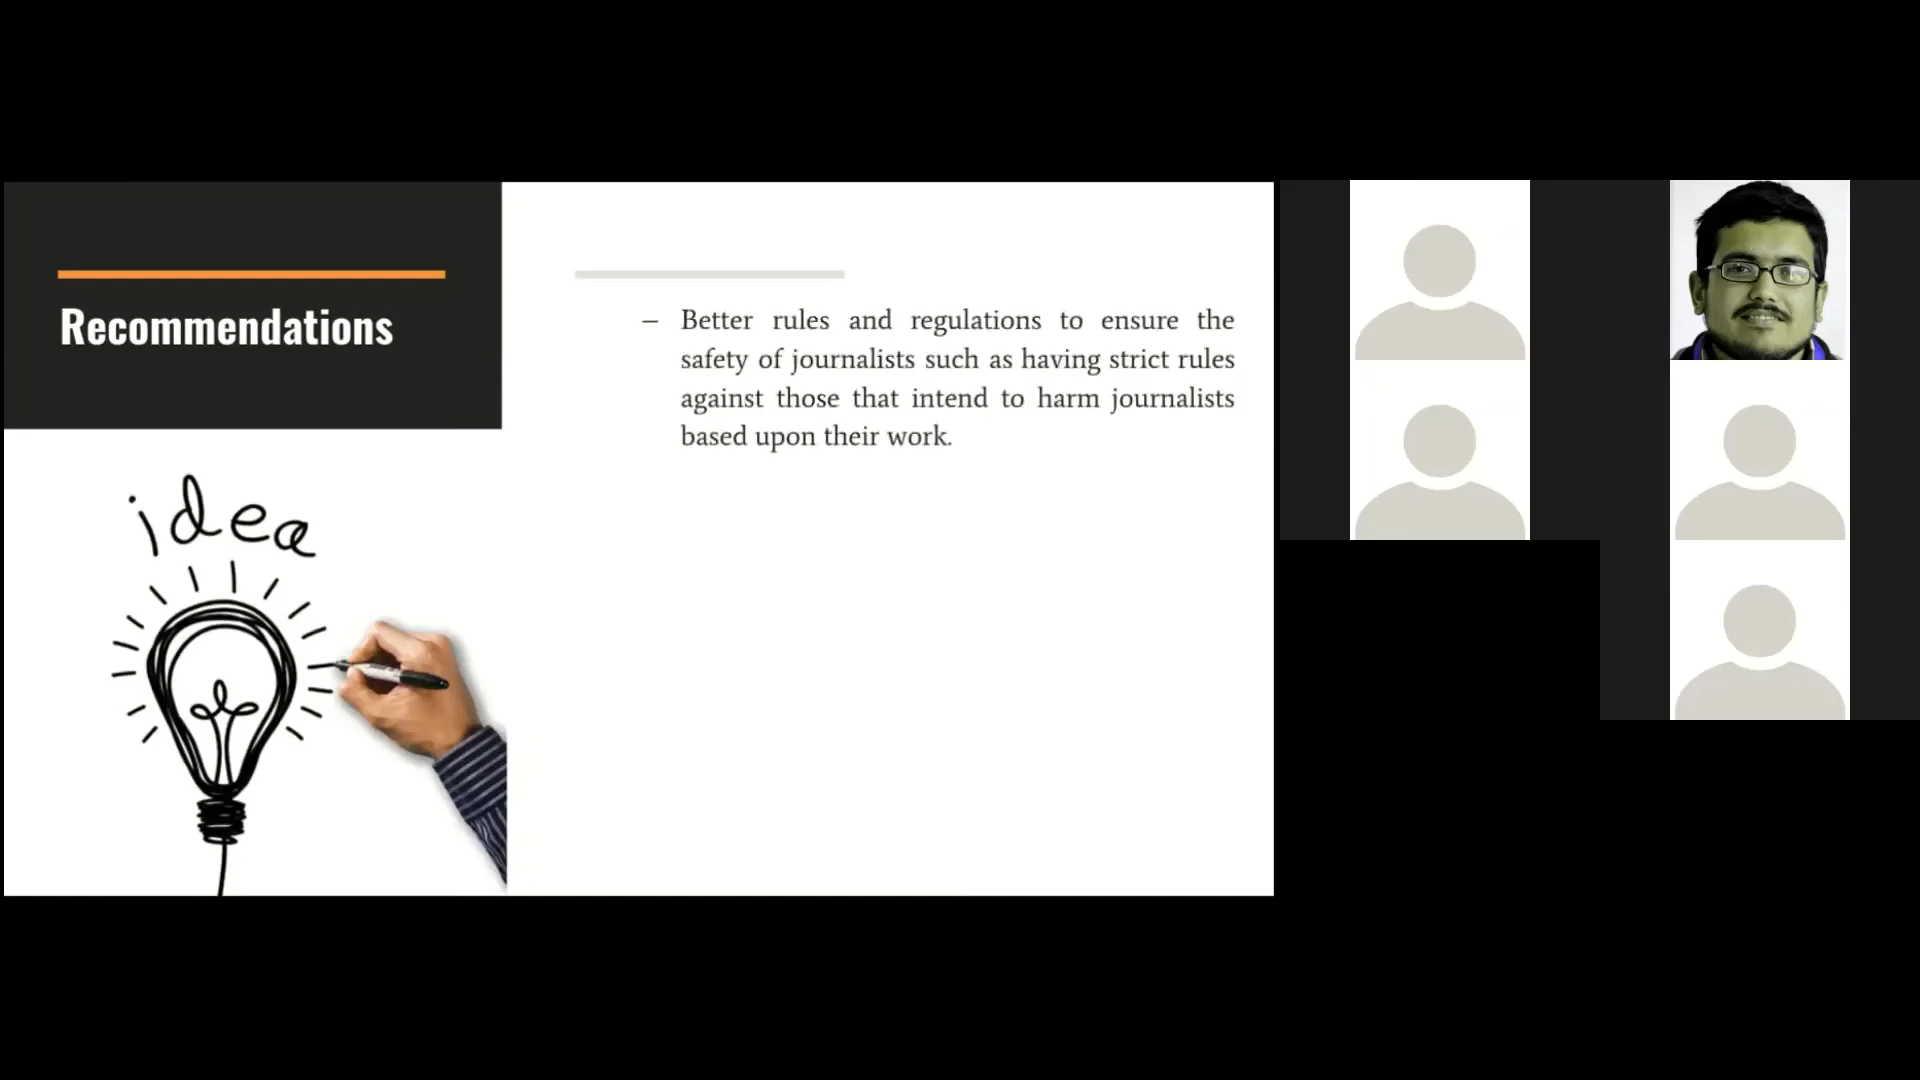 Recommendations
– Better rules and regulations to ensure the
safety of journalists such as having strict rules
against those that intend to harm journalists
based upon their work.
idea